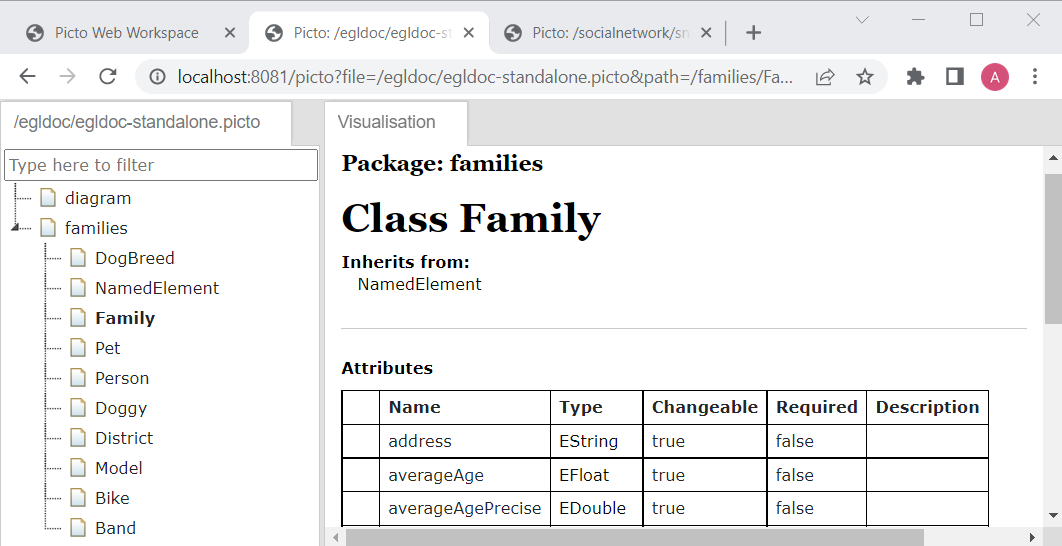 Picto Web Workspace
Picto: /egldoc/egldoc-st
Picto: /socialnetwork/sn
localhost:8081/picto?file=/egldoc/egldoc-standalone.picto&path=/families/Fa...
A
/egldoc/egldoc-standalone.picto
Type here to filter
diagram
families
DogBreed
NamedElement
Family
Pet
Person
Doggy
District
Model
Bike
Band
Visualisation
Package: families
Class Family
Inherits from:
NamedElement
Attributes
Name Type Changeable Required Description
address EString true false
averageAge EFloat true false
averageAgePrecise EDouble true false